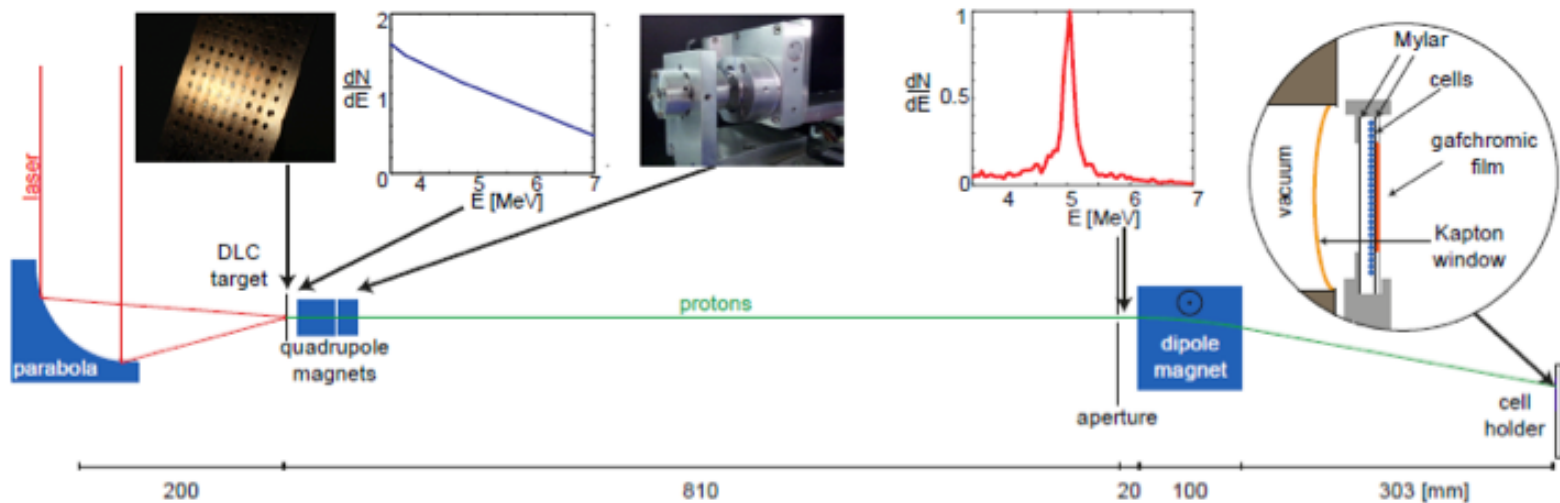 2
dN
dE
1
0
4
5
6
7
E [MeV]
1
dN
dE
0.5
0
4
5
6
7
E [MeV]
Mylar
cells
gafchromic
film
vacuum
Kapton
window
laser
DLC
target
protons
parabola
quadrupole
magnets
dipole
magnet
aperture
cell
holder
200
810
20
100
303 [mm]